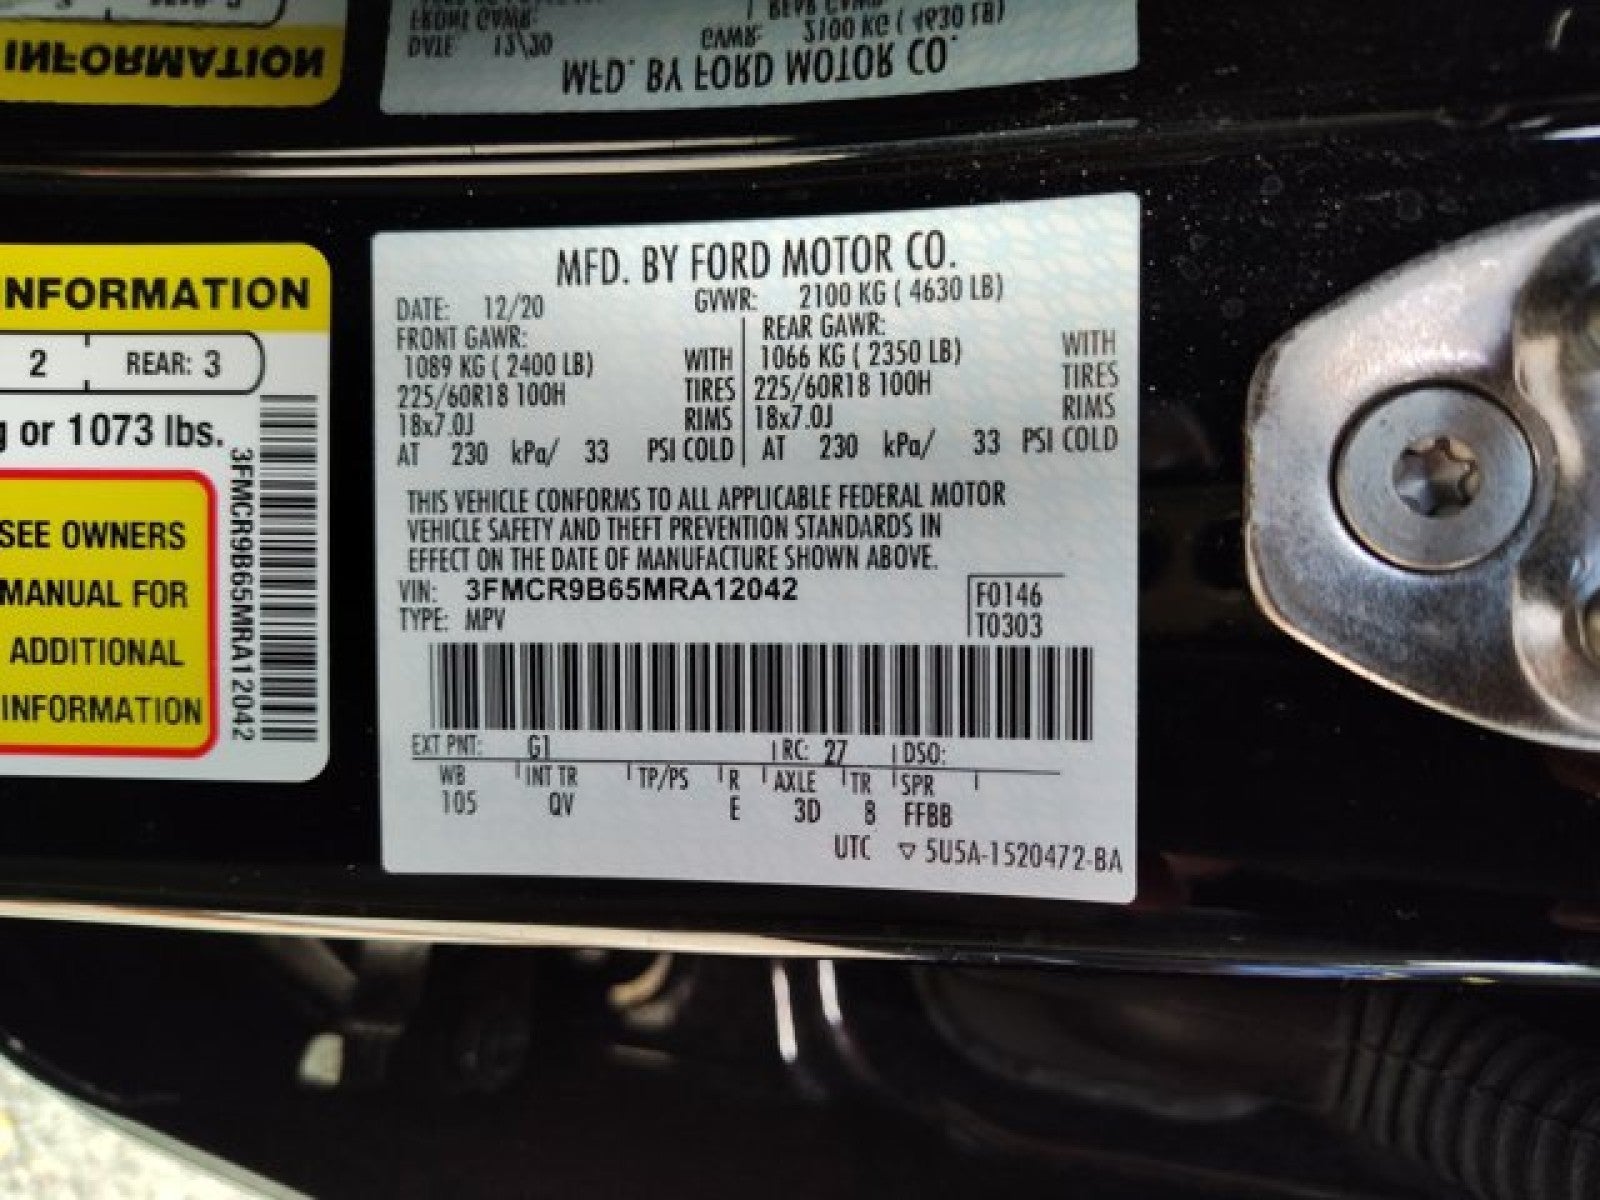 INFORMATION
DATE 12/20
MFD. BY FORD MOTOR CO.
NFORMATION
2 REAR: 3
g or 1073 lbs.
SEE OWNERS
MANUAL FOR
ADDITIONAL
INFORMATION
3FMCR9B65MRA12042
MFD. BY FORD MOTOR CO.
DATE: 12/20 GVWR: 2100 KG ( 4630 LB)
FRONT GAWR: REAR GAWR:
1089 KG ( 2400 LB) WITH 1066 KG ( 2350 LB) WITH
225/60R18 100H TIRES 225/60R18 100H TIRES
18x7.0J RIMS 18x7.0J RIMS
AT 230 kPa/ 33 PSI COLD AT 230 kPa/ 33 PSI COLD
THIS VEHICLE CONFORMS TO ALL APPLICABLE FEDERAL MOTOR
VEHICLE SAFETY AND THEFT PREVENTION STANDARDS IN
EFFECT ON THE DATE OF MANUFACTURE SHOWN ABOVE.
VIN: 3FMCR9B65MRA12042 F0146
TYPE: MPV T0303
EXT PNT: G1 RC: 27 DSO:
WB INT TR TP/PS R AXLE TR SPR
105 QV E 3D 8 FFBB
UTC ▽ 5U5A-1520472-BA